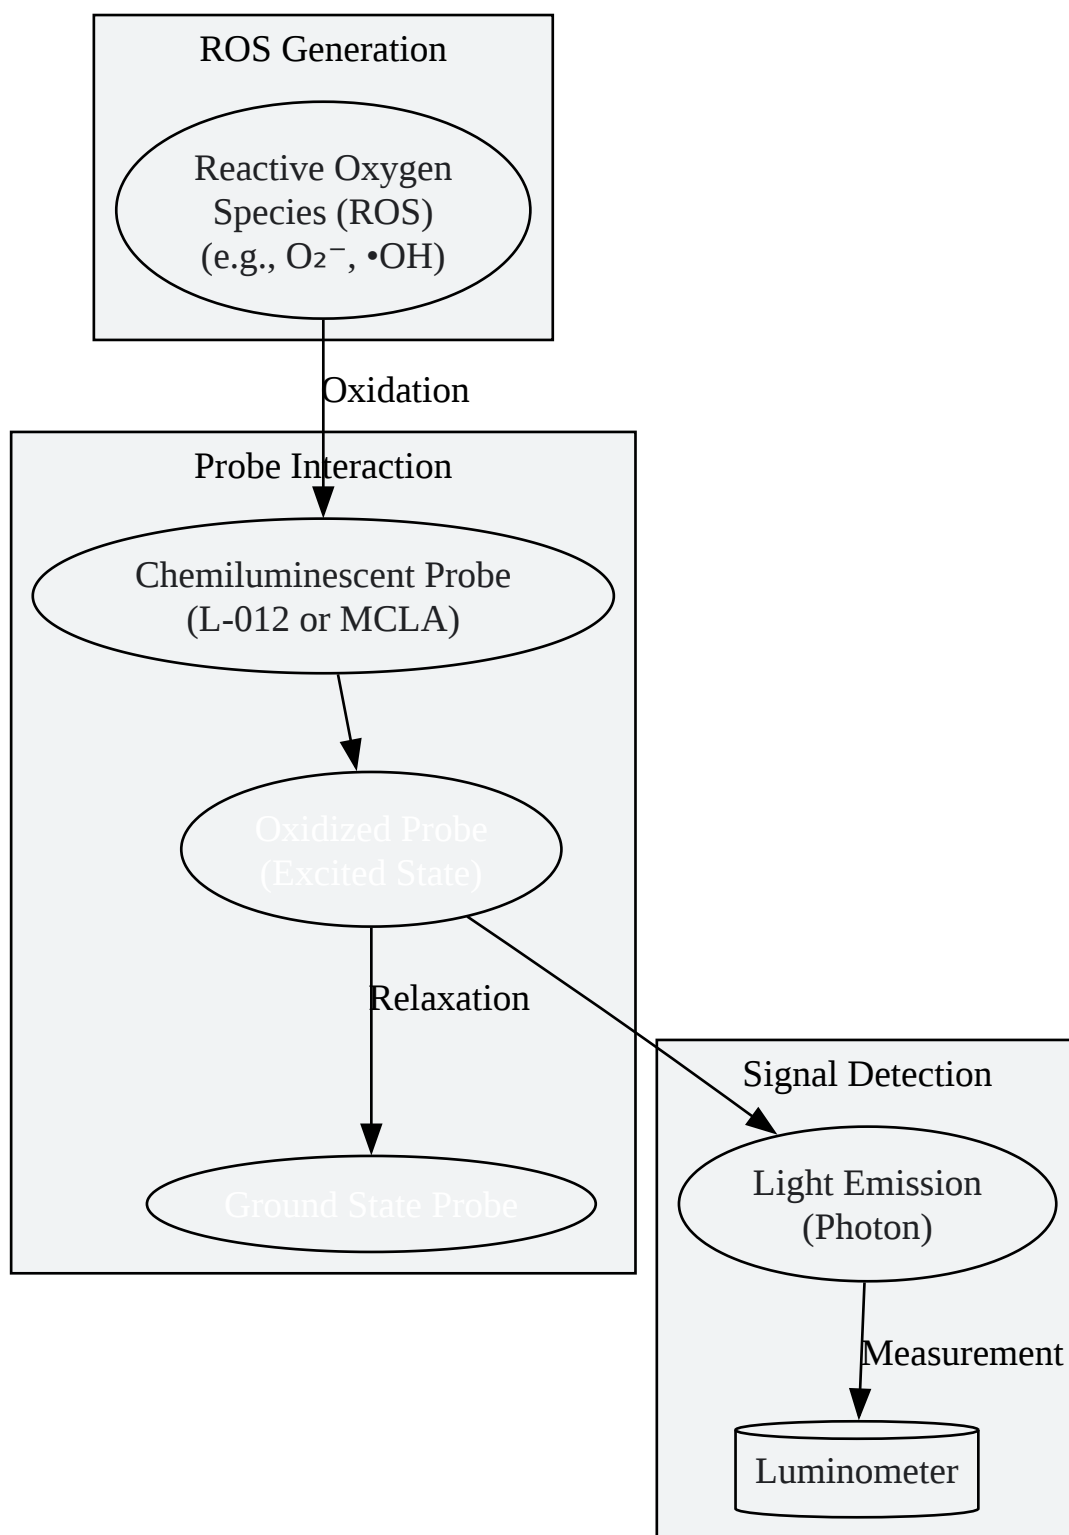 ROS Generation
Reactive Oxygen
Species (ROS)
(e.g., O₂⁻, •OH)
Oxidation
Probe Interaction
Chemiluminescent Probe
(L-012 or MCLA)
Oxidized Probe
(Excited State)
Relaxation
Signal Detection
Light Emission
(Photon)
Ground State Probe
Measurement
Luminometer